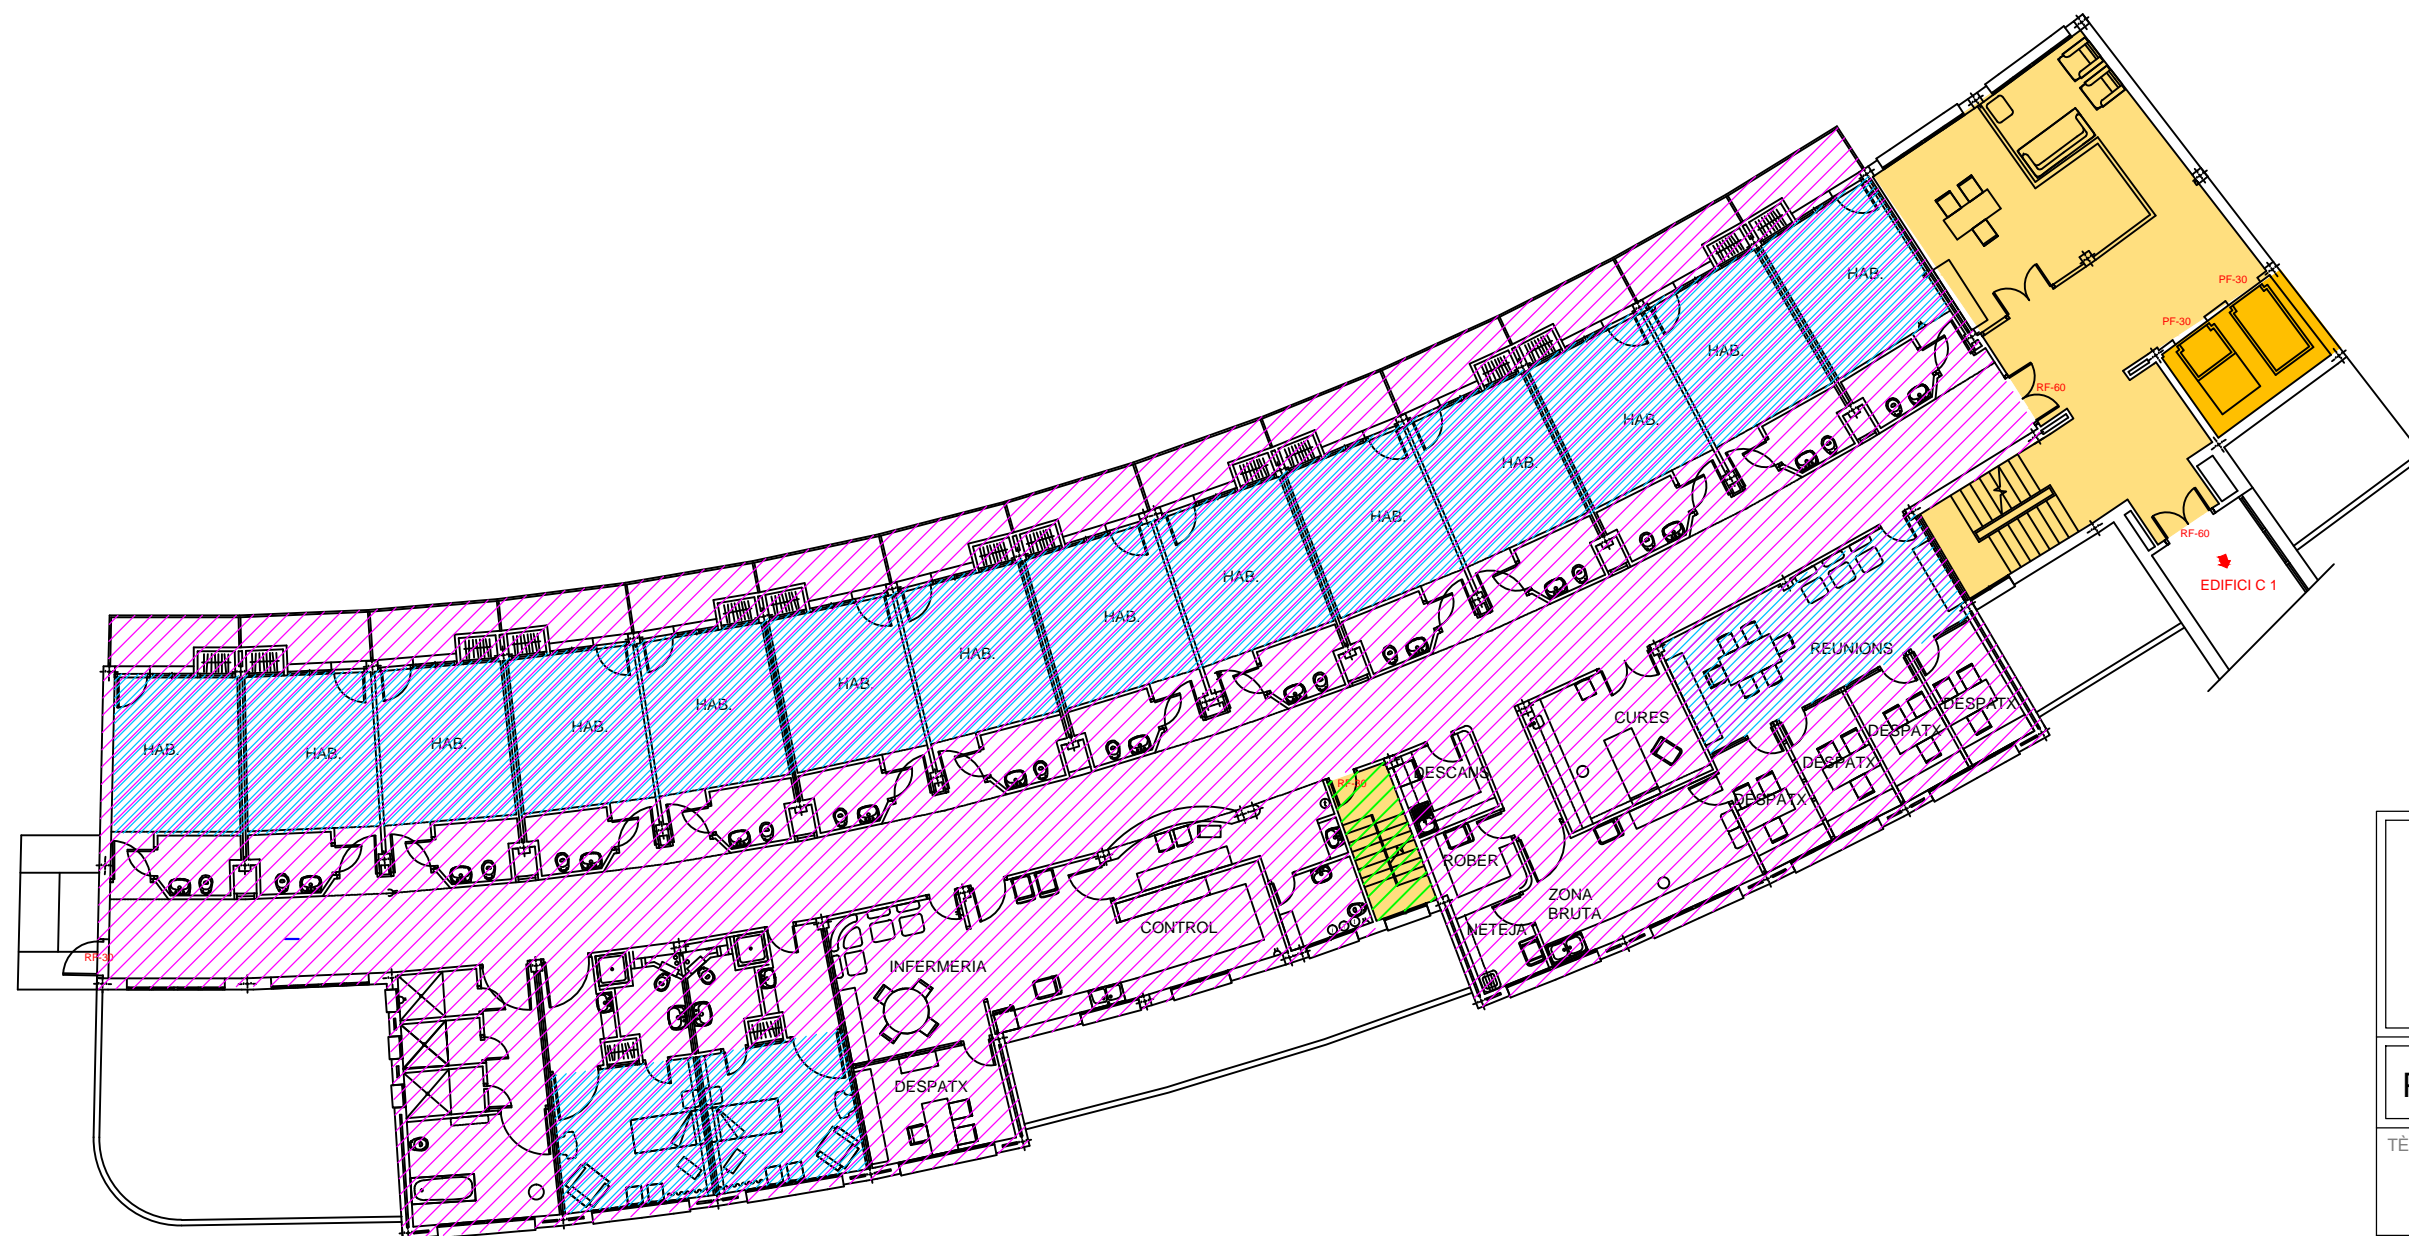 HAB.
PF-30
PF-30
HAB.
RF-60
HAB.
HAB.
HAB.
RF-60
EDIFICI C 1
HAB.
HAB.
HAB.
REUNIONS
HAB.
HAB
HAB.
DESPATX
CURES
DESPATX
HAB.
HAB.
HAB.
HAB.
DESPATX
DESCANS
DESPATX
ROBER
ZONA
BRUTA
CONTROL
NETEJA
RF-30
INFERMERIA
DESPATX